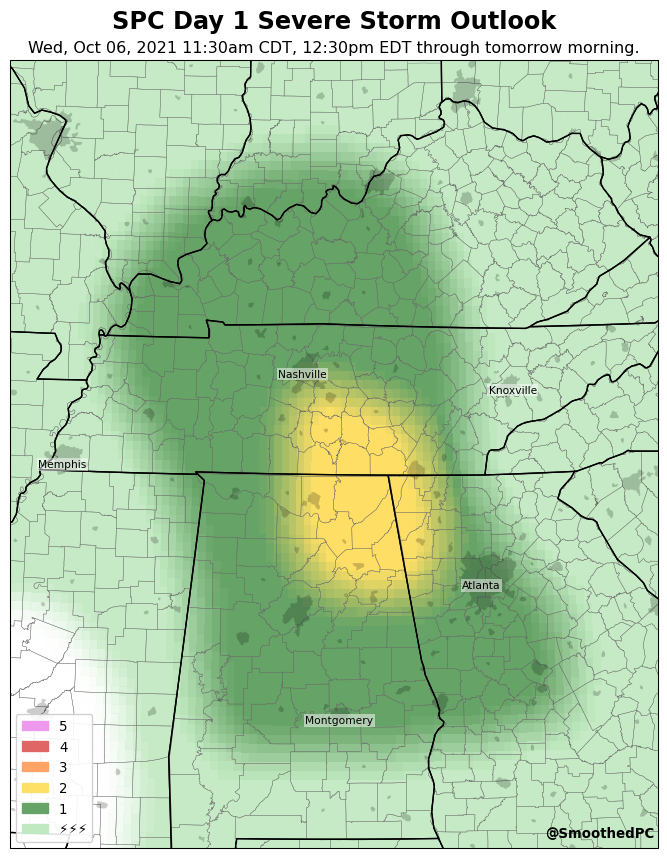 SPC Day 1 Severe Storm Outlook
Wed, Oct 06, 2021 11:30am CDT, 12:30pm EDT through tomorrow morning.
Nashville
Knoxville
Memphis
Atlanta
Montgomery
5
4
3
2
1
⚡⚡⚡
@SmoothedPC